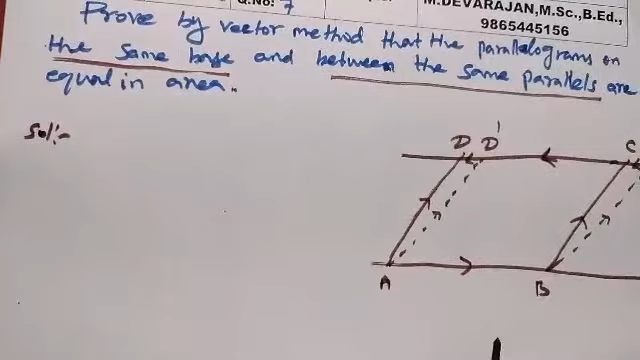 Q.No: 7
M.DEVARAJAN,M.Sc.,B.Ed.,
9865445156
Prove by vector method that the parallelograms on
the same base and between the same parallels are
equal in area.
Sol:-
D D' C
A B